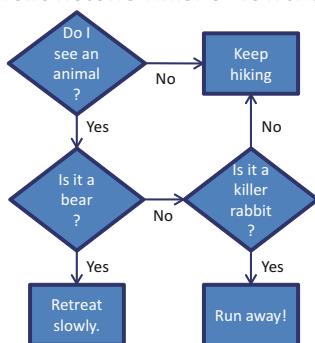 Do I
see an
animal
?
No
Keep
hiking
Yes
No
Is it a
bear
?
No
Is it a
killer
rabbit
?
Yes
Yes
Retreat
slowly.
Run away!